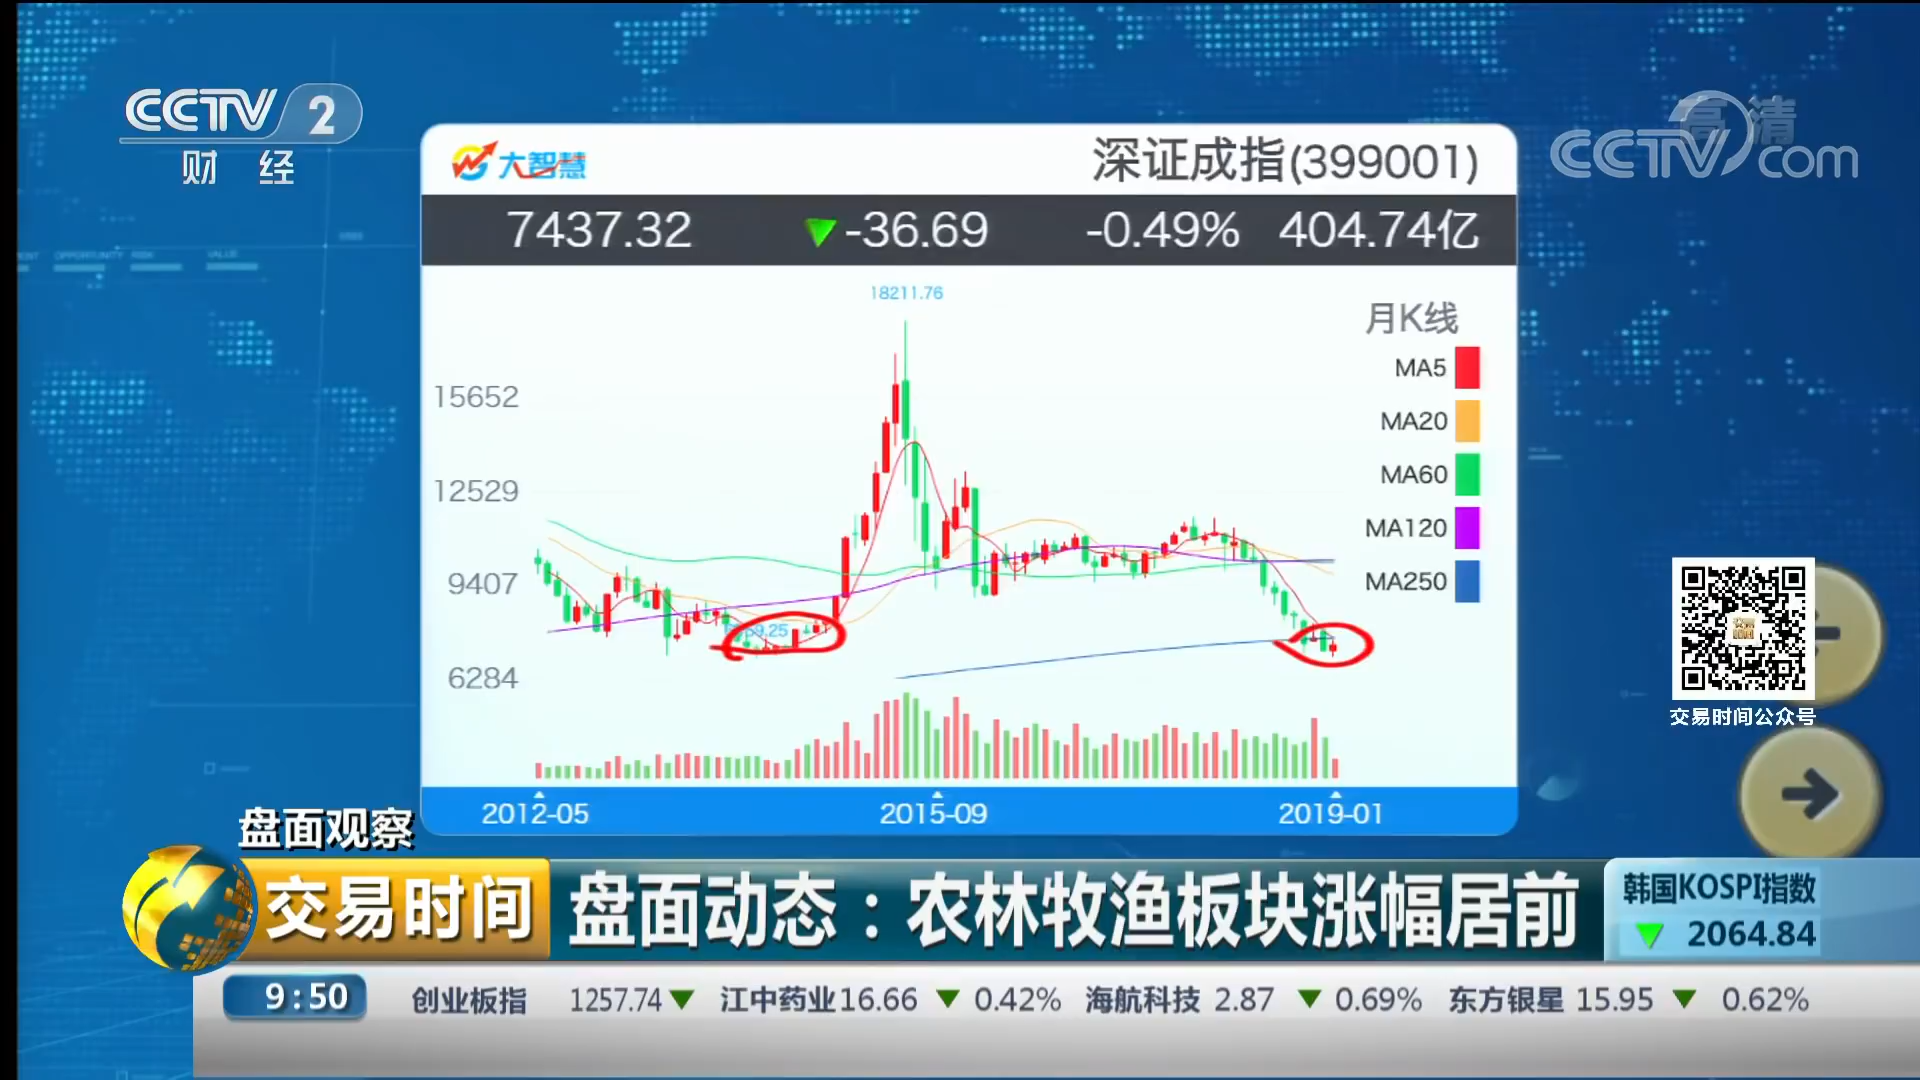 CCTV 2
财 经
高清
CCTV com
大智慧
深证成指(399001)
7437.32 ▼ -36.69 -0.49% 404.74亿
18211.76
月K线
MA5
MA20
MA60
MA120
MA250
15652
12529
9407
6284
2012-05 2015-09 2019-01
OPPORTUNITY RISK VALUE
交易时间公众号
盘面观察
交易时间
盘面动态：农林牧渔板块涨幅居前
韩国KOSPI指数
▼ 2064.84
9:50 创业板指 1257.74 ▼ 江中药业 16.66 ▼ 0.42% 海航科技 2.87 ▼ 0.69% 东方银星 15.95 ▼ 0.62%